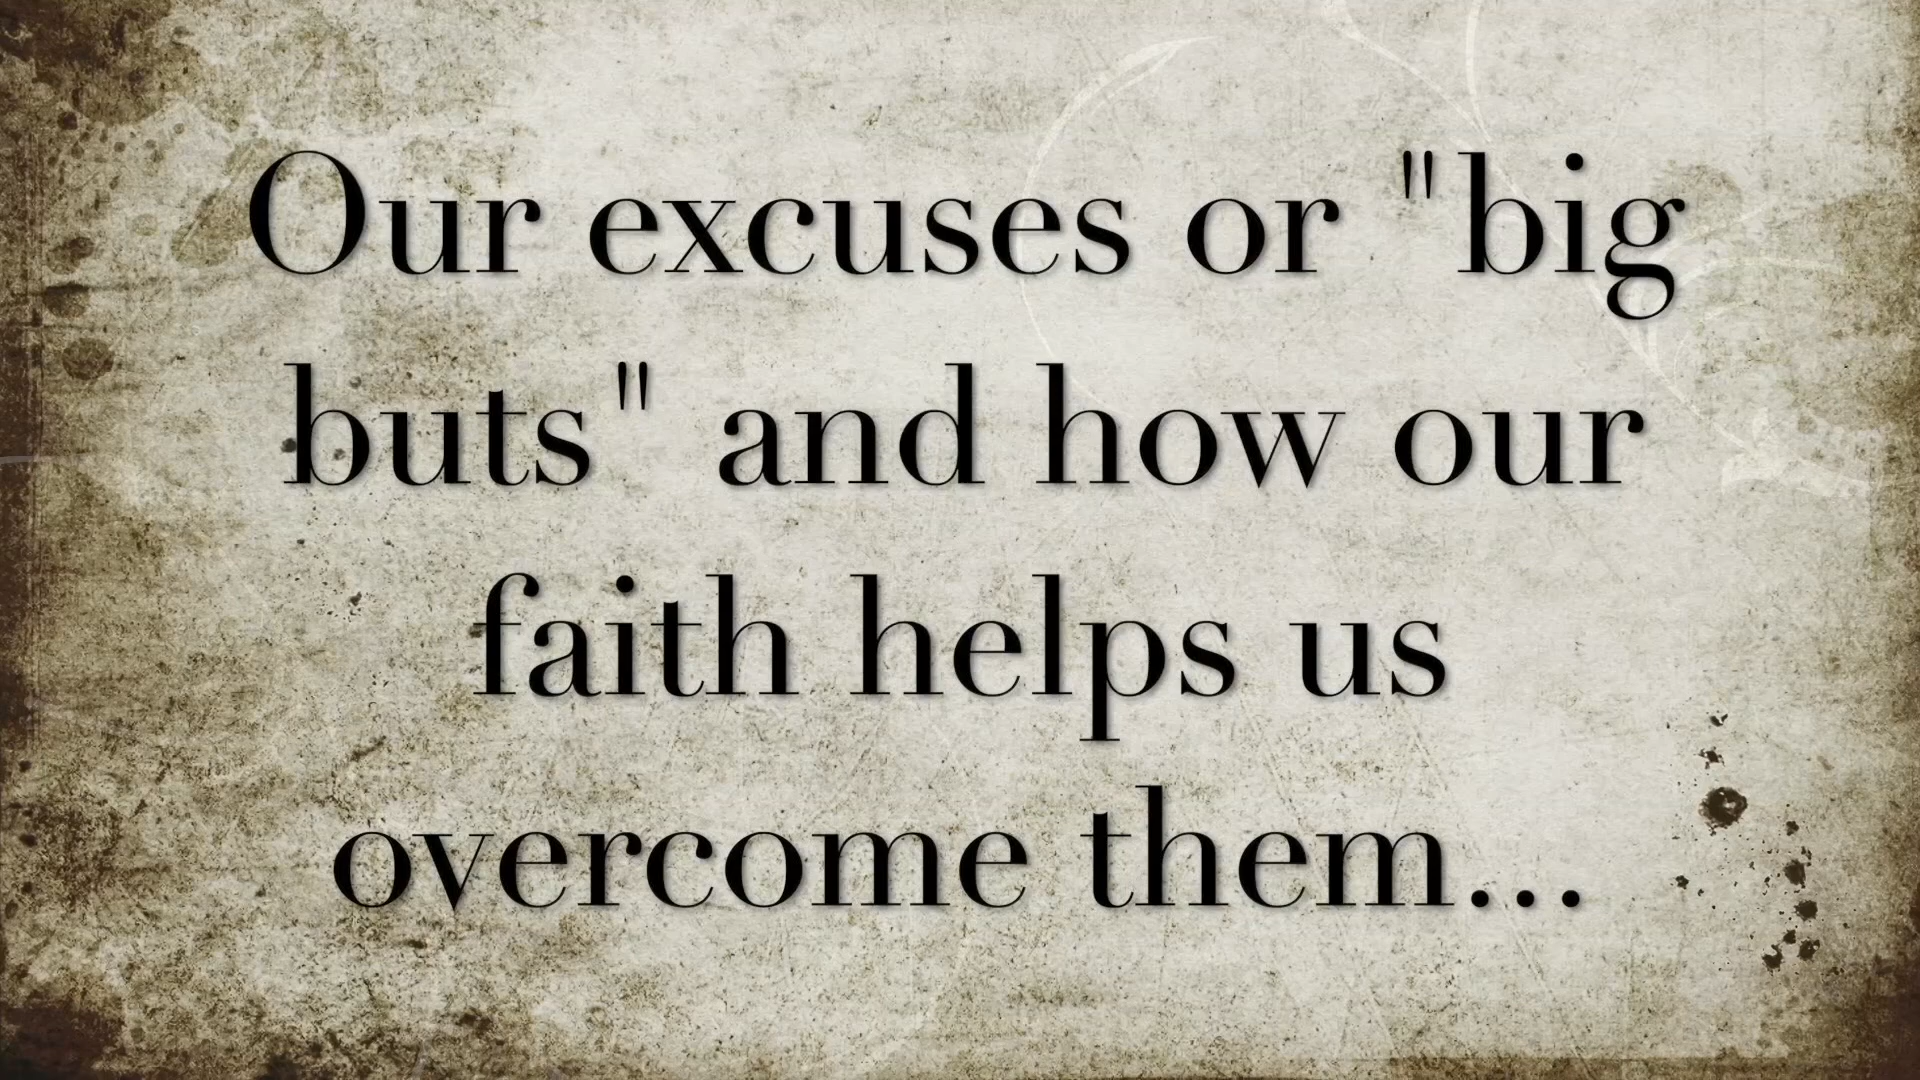 Our excuses or "big
buts" and how our
faith helps us
overcome them...